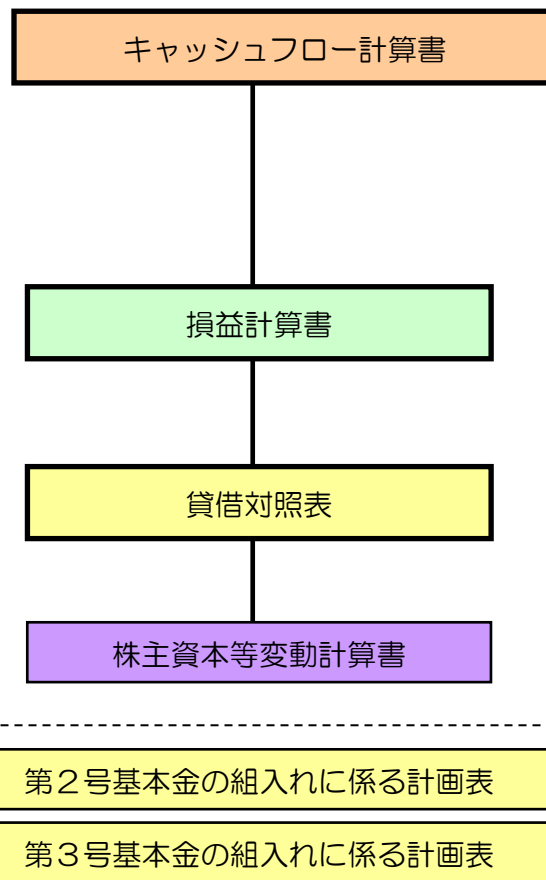 キャッシュフロー計算書
損益計算書
貸借対照表
株主資本等変動計算書
第２号基本金の組入れに係る計画表
第３号基本金の組入れに係る計画表